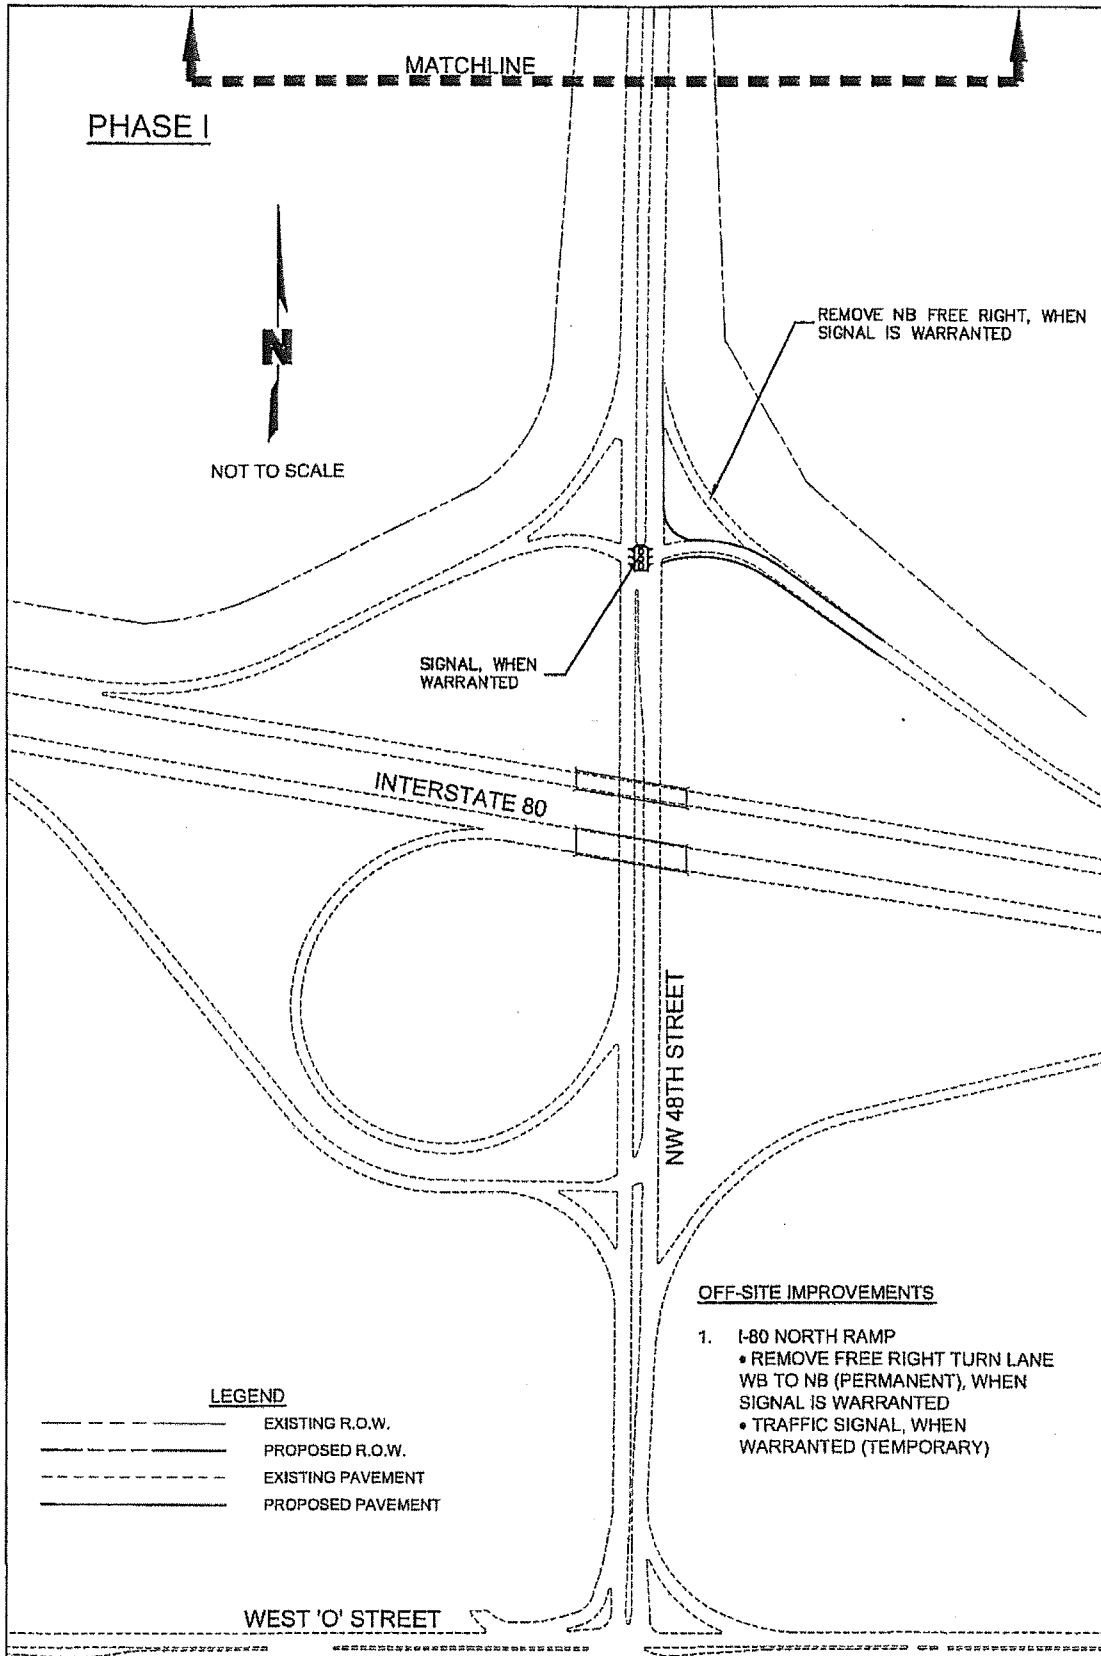 MATCHLINE
PHASE I
N
NOT TO SCALE
REMOVE NB FREE RIGHT, WHEN
SIGNAL IS WARRANTED
SIGNAL, WHEN
WARRANTED
INTERSTATE 80
NW 48TH STREET
OFF-SITE IMPROVEMENTS
1. I-80 NORTH RAMP
• REMOVE FREE RIGHT TURN LANE
WB TO NB (PERMANENT), WHEN
SIGNAL IS WARRANTED
• TRAFFIC SIGNAL, WHEN
WARRANTED (TEMPORARY)
LEGEND
EXISTING R.O.W.
PROPOSED R.O.W.
EXISTING PAVEMENT
PROPOSED PAVEMENT
WEST 'O' STREET